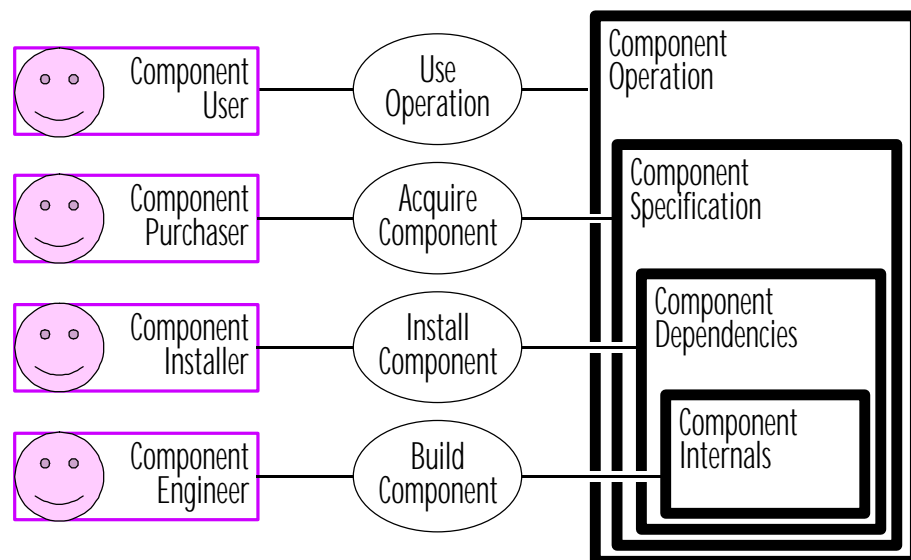 Component
User
Use
Operation
Component
Operation
Component
Purchaser
Acquire
Component
Component
Specification
Component
Installer
Install
Component
Component
Dependencies
Component
Engineer
Build
Component
Component
Internals